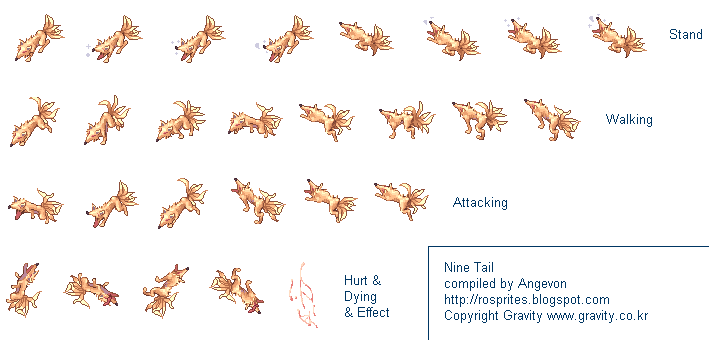 Stand
Walking
Attacking
Hurt &
Dying
& Effect
Nine Tail
compiled by Angevon
http://rosprites.blogspot.com
Copyright Gravity www.gravity.co.kr